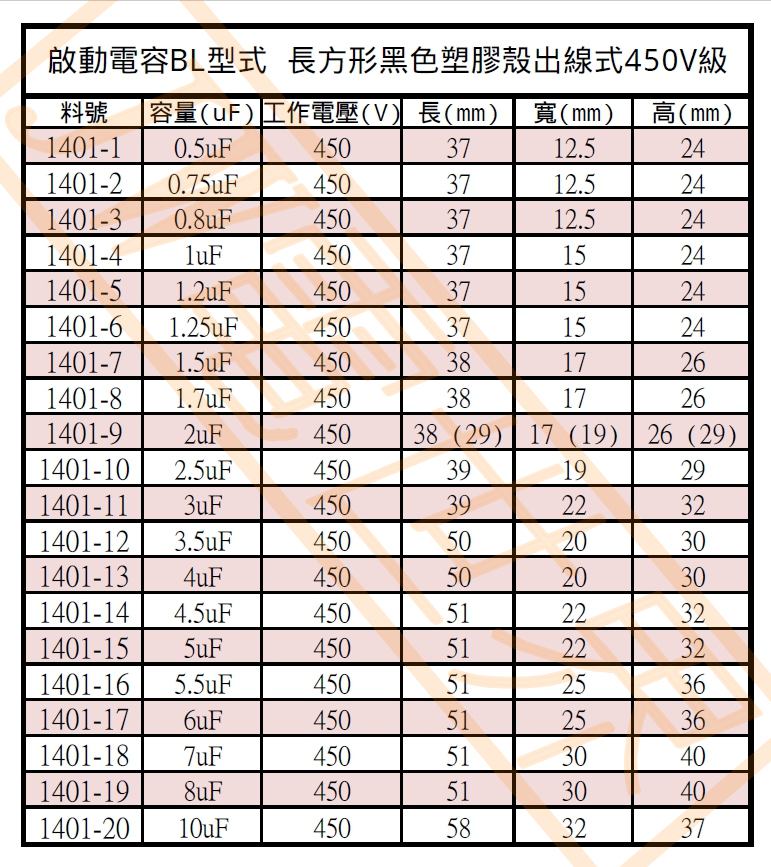 啟動電容BL型式 長方形黑色塑膠殼出線式450V級
料號 容量(uF) 工作電壓(V) 長(mm) 寬(mm) 高(mm)
1401-1 0.5uF 450 37 12.5 24
1401-2 0.75uF 450 37 12.5 24
1401-3 0.8uF 450 37 12.5 24
1401-4 1uF 450 37 15 24
1401-5 1.2uF 450 37 15 24
1401-6 1.25uF 450 37 15 24
1401-7 1.5uF 450 38 17 26
1401-8 1.7uF 450 38 17 26
1401-9 2uF 450 38 (29) 17 (19) 26 (29)
1401-10 2.5uF 450 39 19 29
1401-11 3uF 450 39 22 32
1401-12 3.5uF 450 50 20 30
1401-13 4uF 450 50 20 30
1401-14 4.5uF 450 51 22 32
1401-15 5uF 450 51 22 32
1401-16 5.5uF 450 51 25 36
1401-17 6uF 450 51 25 36
1401-18 7uF 450 51 30 40
1401-19 8uF 450 51 30 40
1401-20 10uF 450 58 32 37